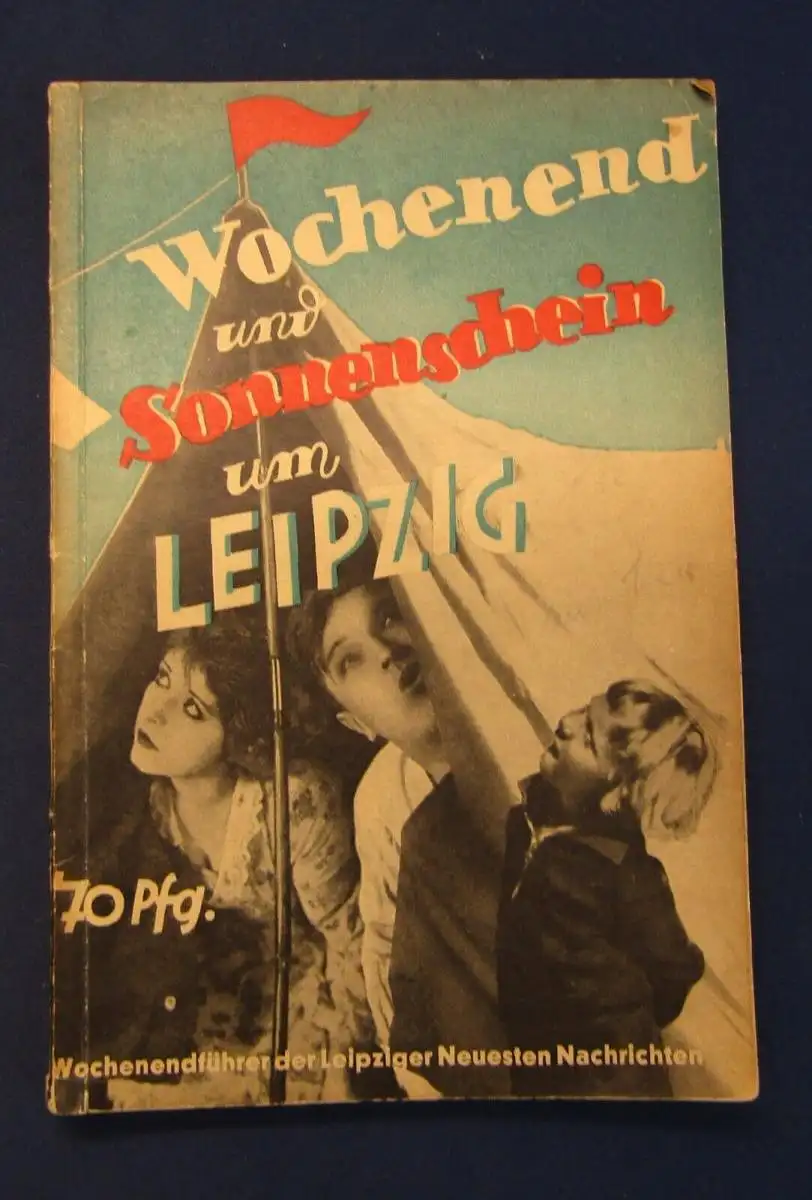 Wochenend
und
Sonnenschein
um
LEIPZIG
70 Pfg.
Wochenendführer der Leipziger Neuesten Nachrichten